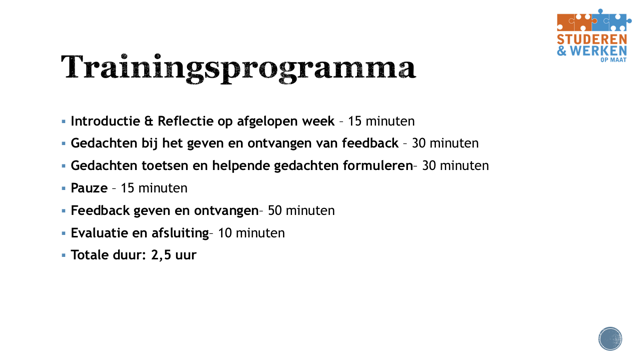 STUDEREN
& WERKEN
OP MAAT
Trainingsprogramma
▪ Introductie & Reflectie op afgelopen week – 15 minuten
▪ Gedachten bij het geven en ontvangen van feedback – 30 minuten
▪ Gedachten toetsen en helpende gedachten formuleren– 30 minuten
▪ Pauze – 15 minuten
▪ Feedback geven en ontvangen– 50 minuten
▪ Evaluatie en afsluiting– 10 minuten
▪ Totale duur: 2,5 uur